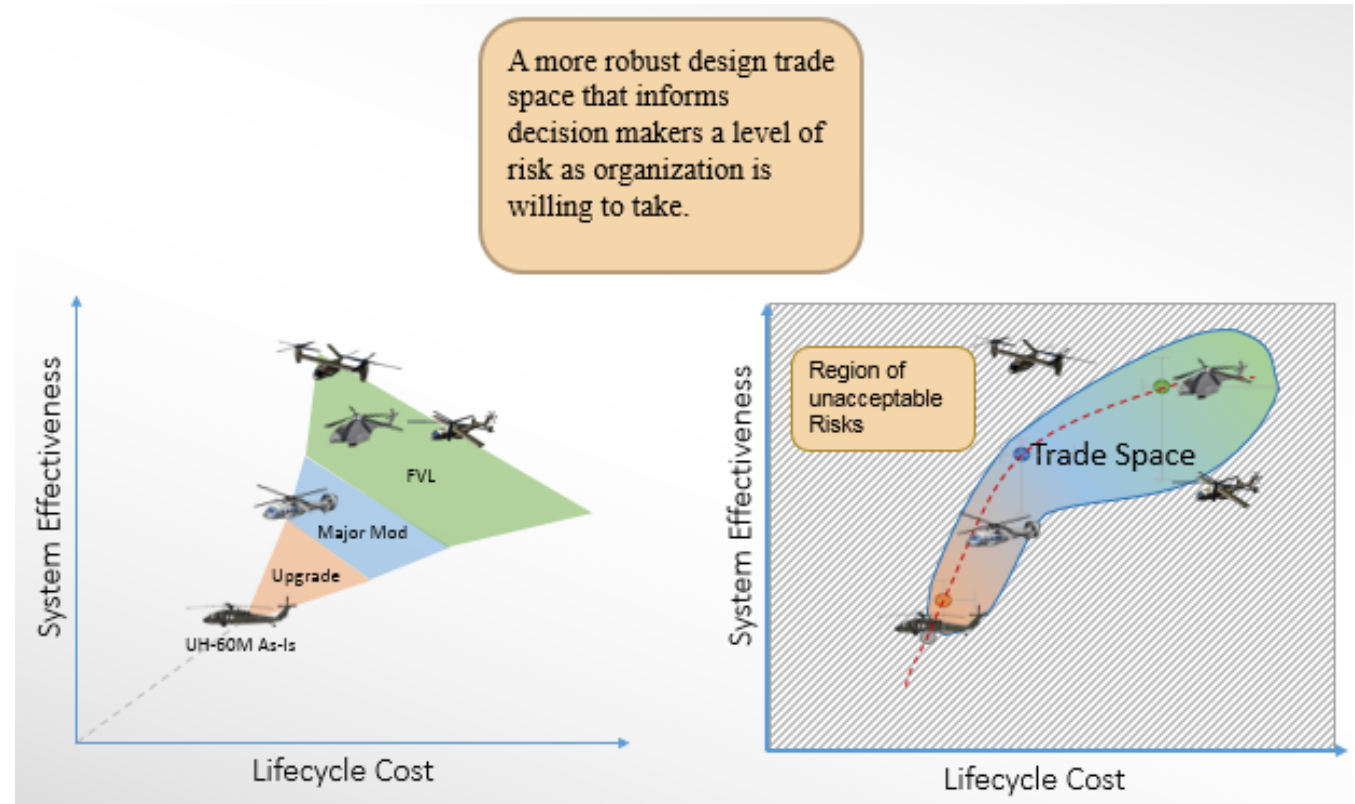 A more robust design trade
space that informs
decision makers a level of
risk as organization is
willing to take.
System Effectiveness
FVL
Major Mod
Upgrade
UH-60M As-Is
Lifecycle Cost
System Effectiveness
Region of
unacceptable
Risks
Trade Space
Lifecycle Cost